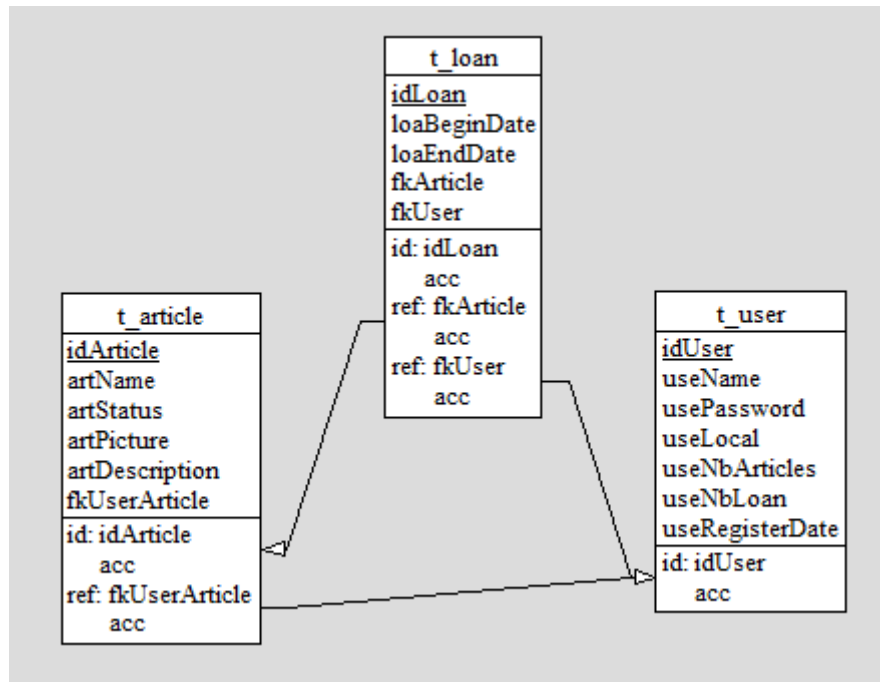 t_loan
idLoan
loaBeginDate
loaEndDate
fkArticle
fkUser
id: idLoan
acc
ref: fkArticle
acc
ref: fkUser
acc
t_article
idArticle
artName
artStatus
artPicture
artDescription
fkUserArticle
id: idArticle
acc
ref: fkUserArticle
acc
t_user
idUser
useName
usePassword
useLocal
useNbArticles
useNbLoan
useRegisterDate
id: idUser
acc